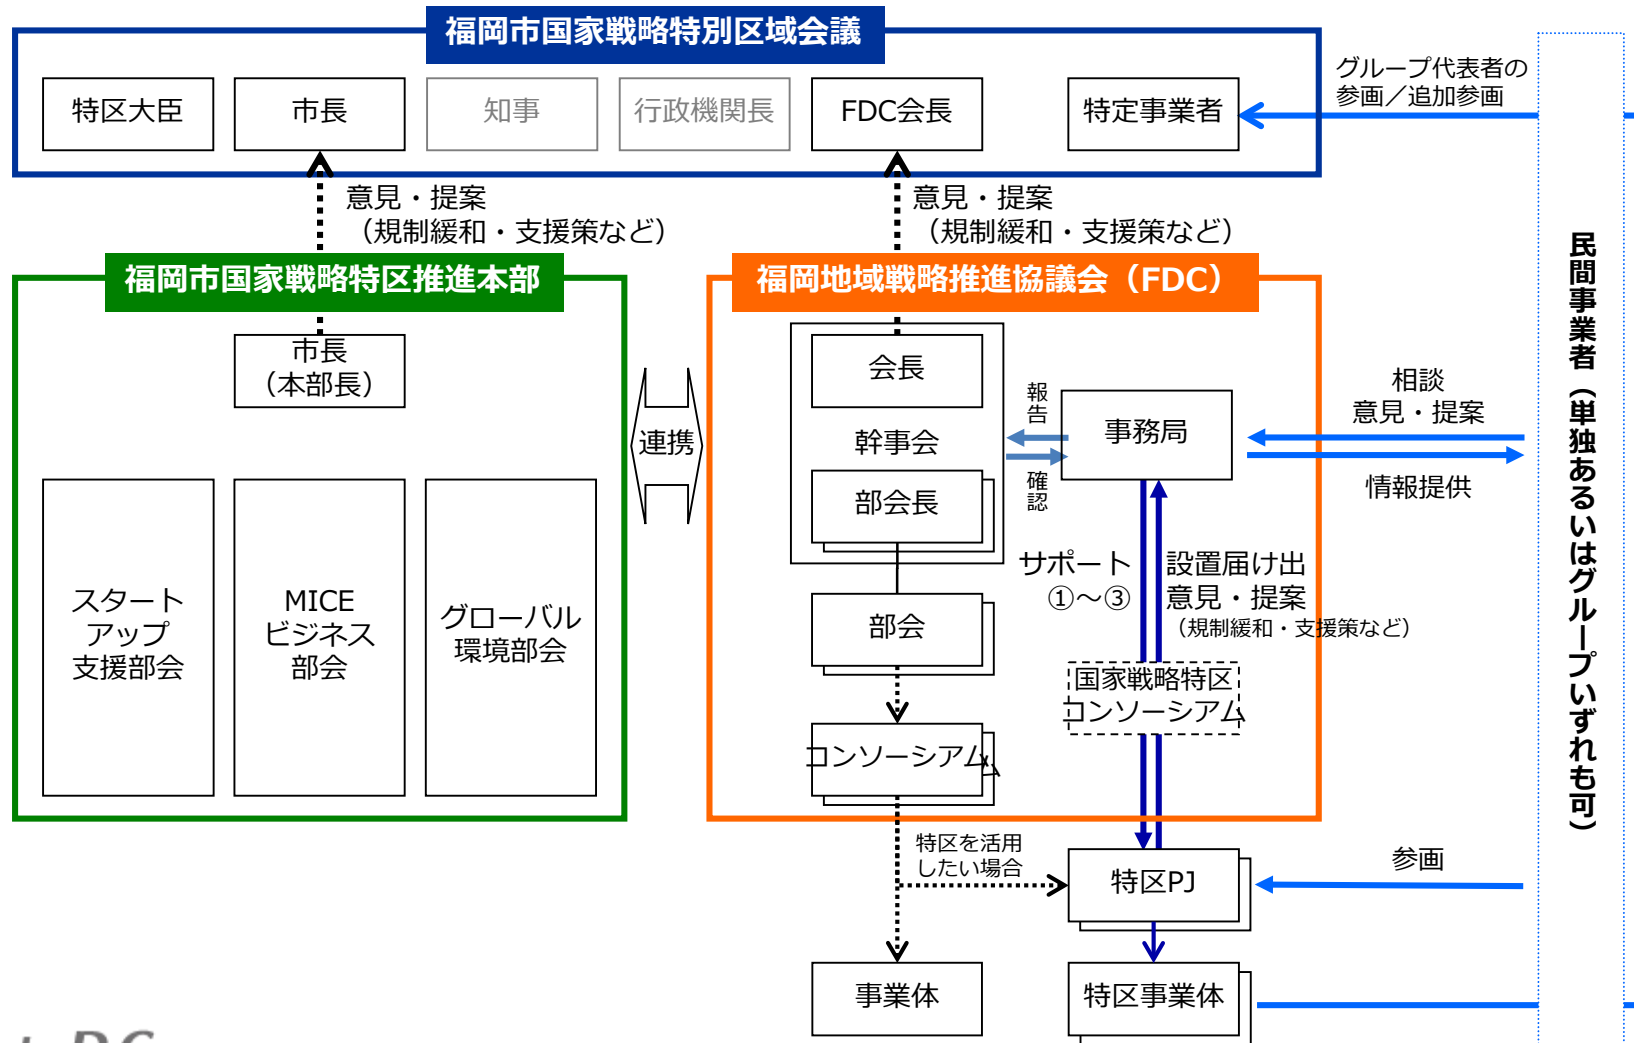 福岡市国家戦略特別区域会議
特区大臣
市長
知事
行政機関長
FDC会長
特定事業者
グループ代表者の
参画／追加参画
意見・提案
（規制緩和・支援策など）
意見・提案
（規制緩和・支援策など）
福岡市国家戦略特区推進本部
市長
（本部長）
スタート
アップ
支援部会
MICE
ビジネス
部会
グローバル
環境部会
連携
福岡地域戦略推進協議会（FDC）
会長
幹事会
部会長
部会
コンソーシアム
報告
確認
事務局
サポート
①～③
設置届け出
意見・提案
（規制緩和・支援策など）
国家戦略特区
コンソーシアム
相談
意見・提案
情報提供
民間事業者（単独あるいはグループいずれも可）
特区を活用
したい場合
特区PJ
参画
事業体
特区事業体